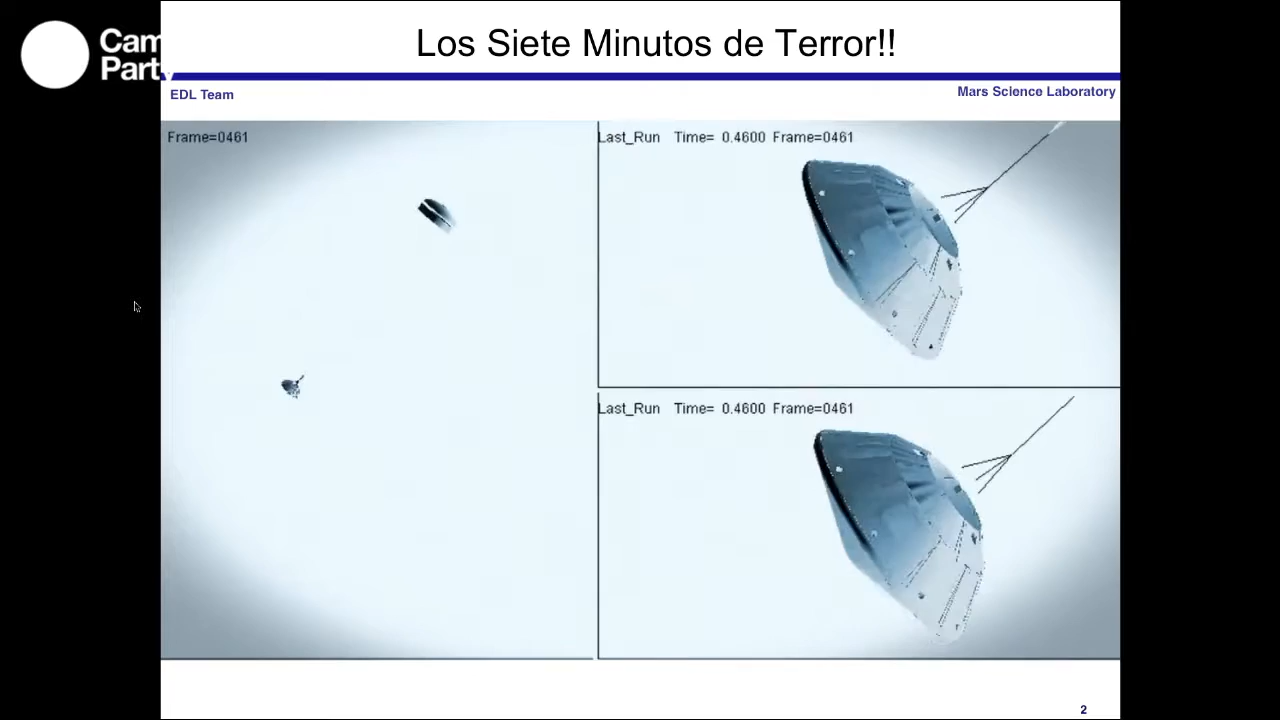 Cam
Party
Los Siete Minutos de Terror!!
EDL Team
Mars Science Laboratory
Frame=0461
Last_Run Time= 0.4600 Frame=0461
Last_Run Time= 0.4600 Frame=0461
2